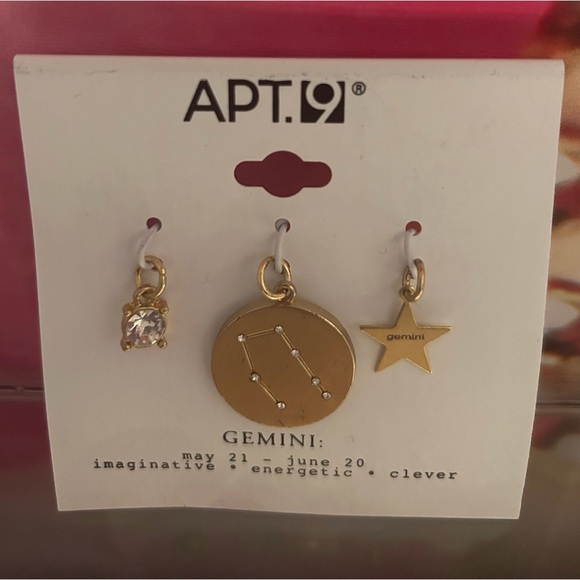 APT.9®
gemini
GEMINI:
may 21 - june 20
imaginative • energetic • clever